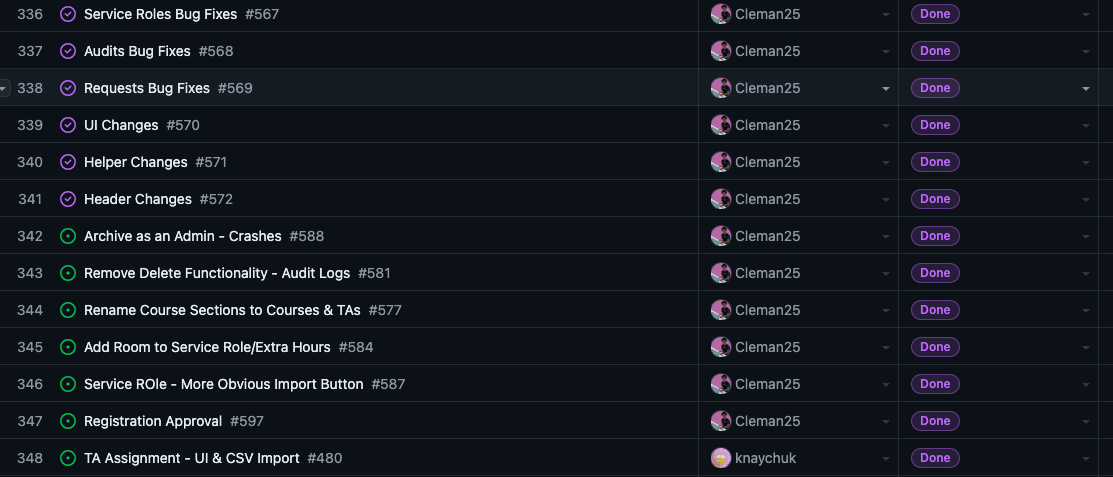 336 Service Roles Bug Fixes #567 Cleman25 Done
337 Audits Bug Fixes #568 Cleman25 Done
338 Requests Bug Fixes #569 Cleman25 Done
339 UI Changes #570 Cleman25 Done
340 Helper Changes #571 Cleman25 Done
341 Header Changes #572 Cleman25 Done
342 Archive as an Admin - Crashes #588 Cleman25 Done
343 Remove Delete Functionality - Audit Logs #581 Cleman25 Done
344 Rename Course Sections to Courses & TAs #577 Cleman25 Done
345 Add Room to Service Role/Extra Hours #584 Cleman25 Done
346 Service ROle - More Obvious Import Button #587 Cleman25 Done
347 Registration Approval #597 Cleman25 Done
348 TA Assignment - UI & CSV Import #480 knaychuk Done